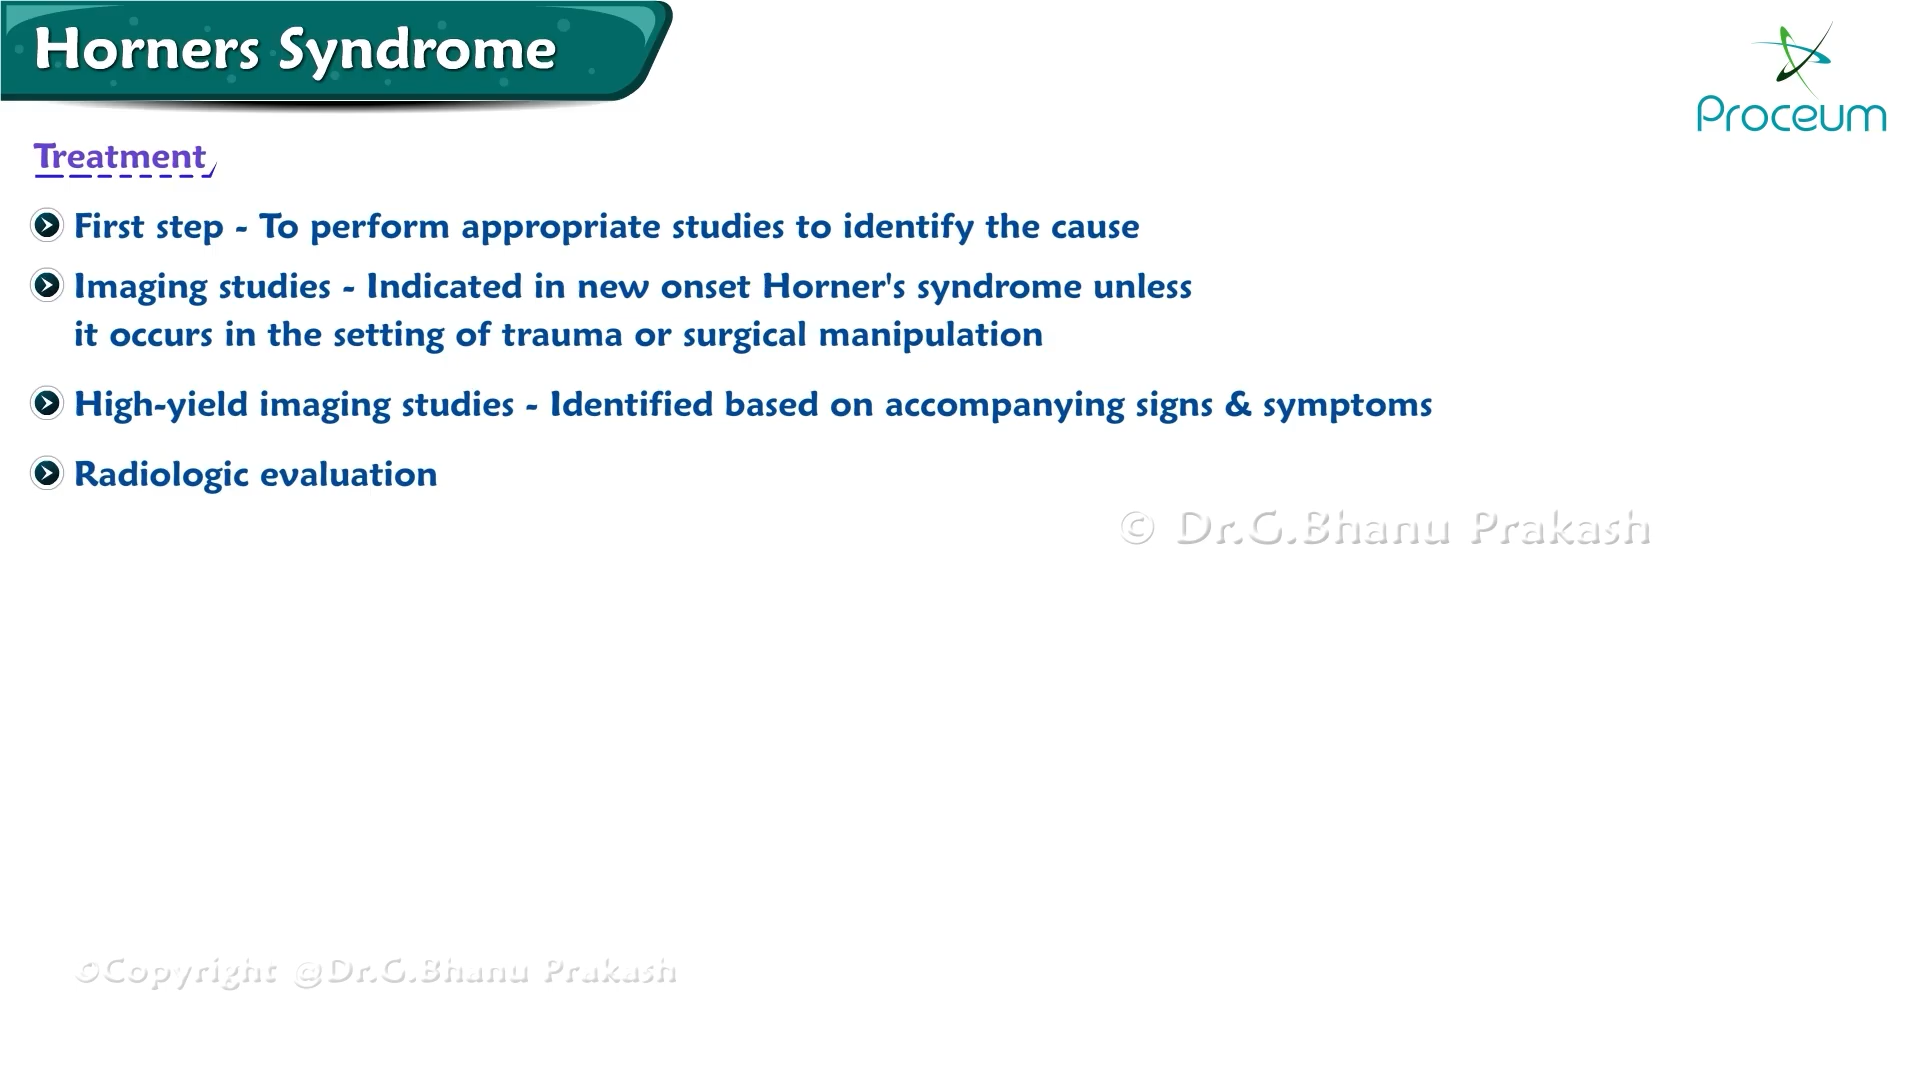 Horners Syndrome
Proceum
Treatment
First step - To perform appropriate studies to identify the cause
Imaging studies - Indicated in new onset Horner's syndrome unless
it occurs in the setting of trauma or surgical manipulation
High-yield imaging studies - Identified based on accompanying signs & symptoms
Radiologic evaluation
© Dr.G.Bhanu Prakash
©Copyright @Dr.G.Bhanu Prakash